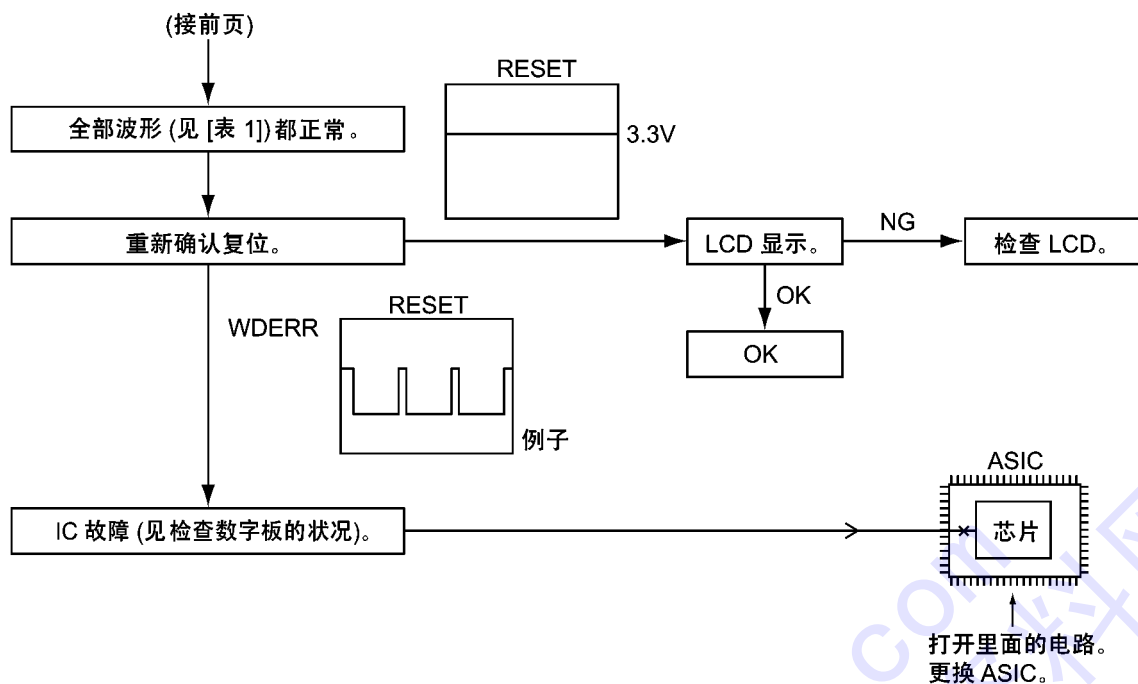 (接前页)
RESET
全部波形 (见 [表 1]) 都正常。
3.3V
重新确认复位。
LCD 显示。
NG
检查 LCD。
OK
OK
WDERR
RESET
例子
ASIC
IC 故障 (见检查数字板的状况)。
芯片
打开里面的电路。
更换 ASIC。
com
料网